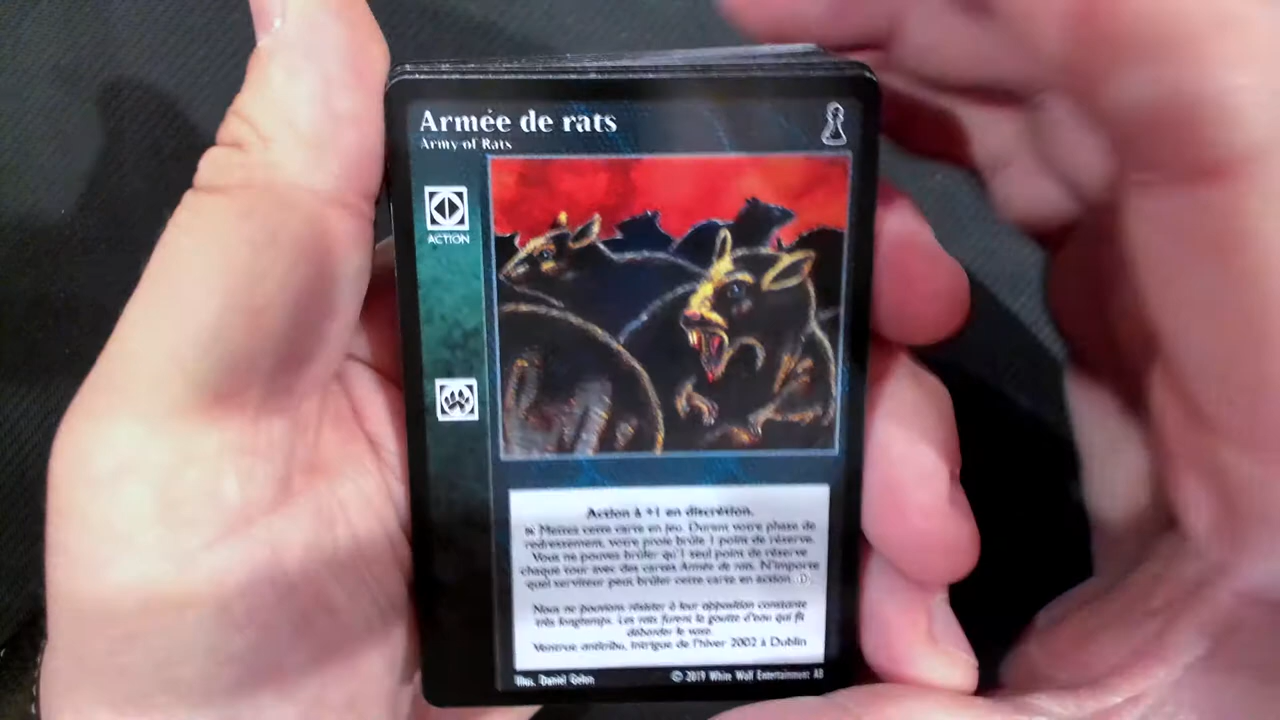 Armée de rats
Army of Rats
ACTION
Action à +1 en discrétion.
Mettez cette carte en jeu. Durant votre phase de
redressement, votre proie brûle 1 point de réserve.
Vous ne pouvez brûler qu'1 seul point de réserve
chaque tour avec des cartes Armée de rats. N'importe
quel serviteur peut brûler cette carte en action
Nous ne pouvions résister à leur opposition constante
très longtemps. Les rats furent la goutte d'eau qui fit
déborder le vase.
Ventrue antitribu, Intrigue de l'hiver 2002 à Dublin
Illus. Daniel Gelon
© 2019 White Wolf Entertainment AB